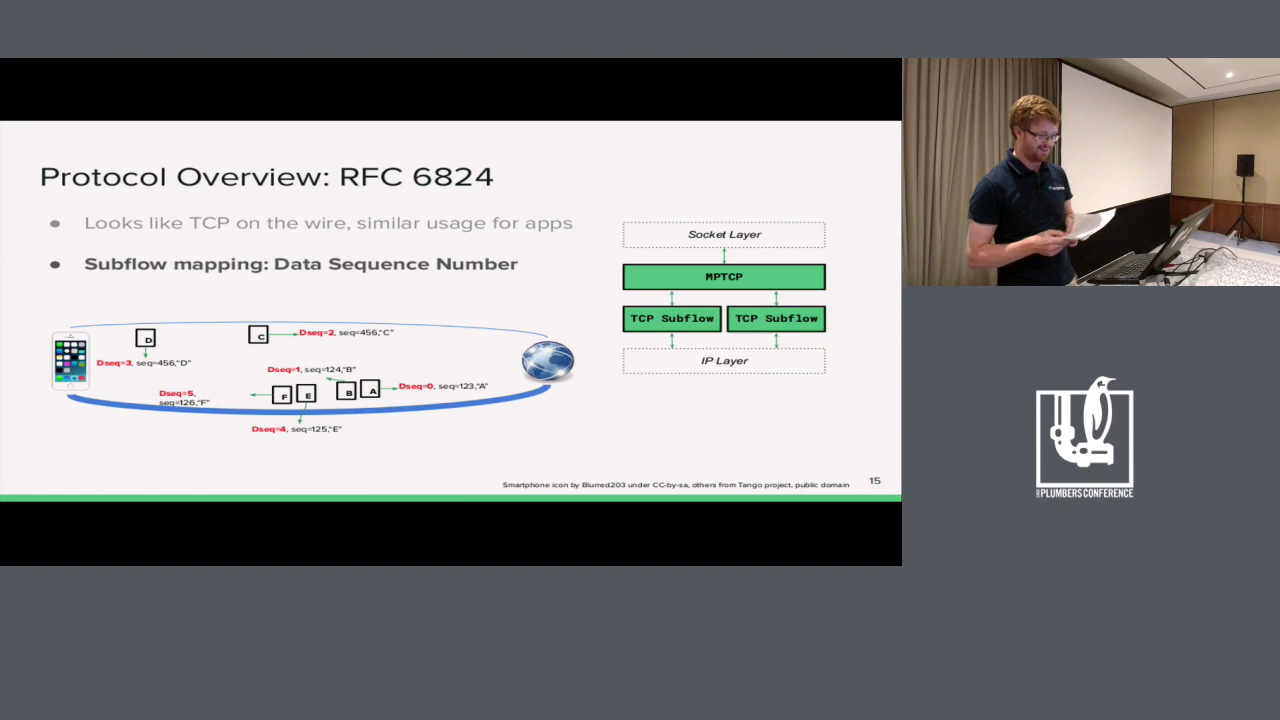 Protocol Overview: RFC 6824
● Looks like TCP on the wire, similar usage for apps
● Subflow mapping: Data Sequence Number
D
C
Dseq=2, seq=456,"C"
Dseq=3, seq=456,"D"
Dseq=1, seq=124,"B"
F
E
B
A
Dseq=0, seq=123,"A"
Dseq=5,
seq=126,"F"
Dseq=4, seq=125,"E"
Socket Layer
MPTCP
TCP Subflow
TCP Subflow
IP Layer
Smartphone icon by Blurred203 under CC-by-sa, others from Tango project, public domain
15
PLUMBERS CONFERENCE